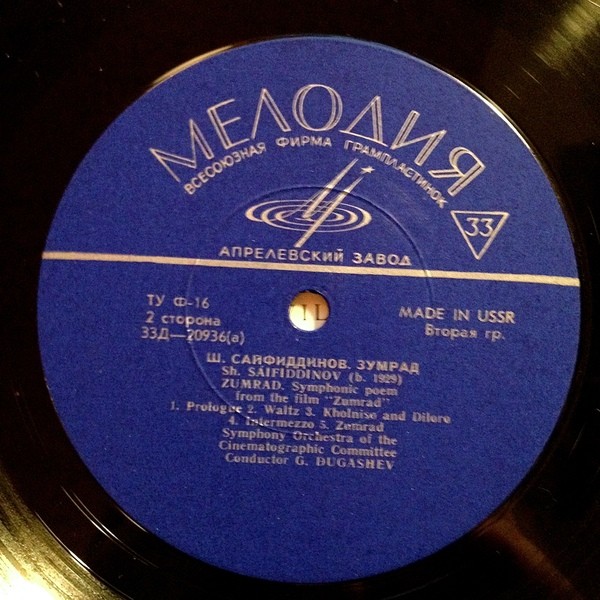 МЕЛОДИЯ
ВСЕСОЮЗНАЯ ФИРМА ГРАМПЛАСТИНОК
33
АПРЕЛЕВСКИЙ ЗАВОД
ТУ Ф-16
2 сторона
33Д—20936(а)
MADE IN USSR
Вторая гр.
Ш. САЙФИДДИНОВ. ЗУМРАД
Sh. SAIFIDDINOV (b. 1929)
ZUMRAD. Symphonic poem
from the film "Zumrad"
1. Prologue 2. Waltz 3. Kholniso and Dilore
4. Intermezzo 5. Zumrad
Symphony Orchestra of the
Cinematographic Committee
Conductor G. DUGASHEV